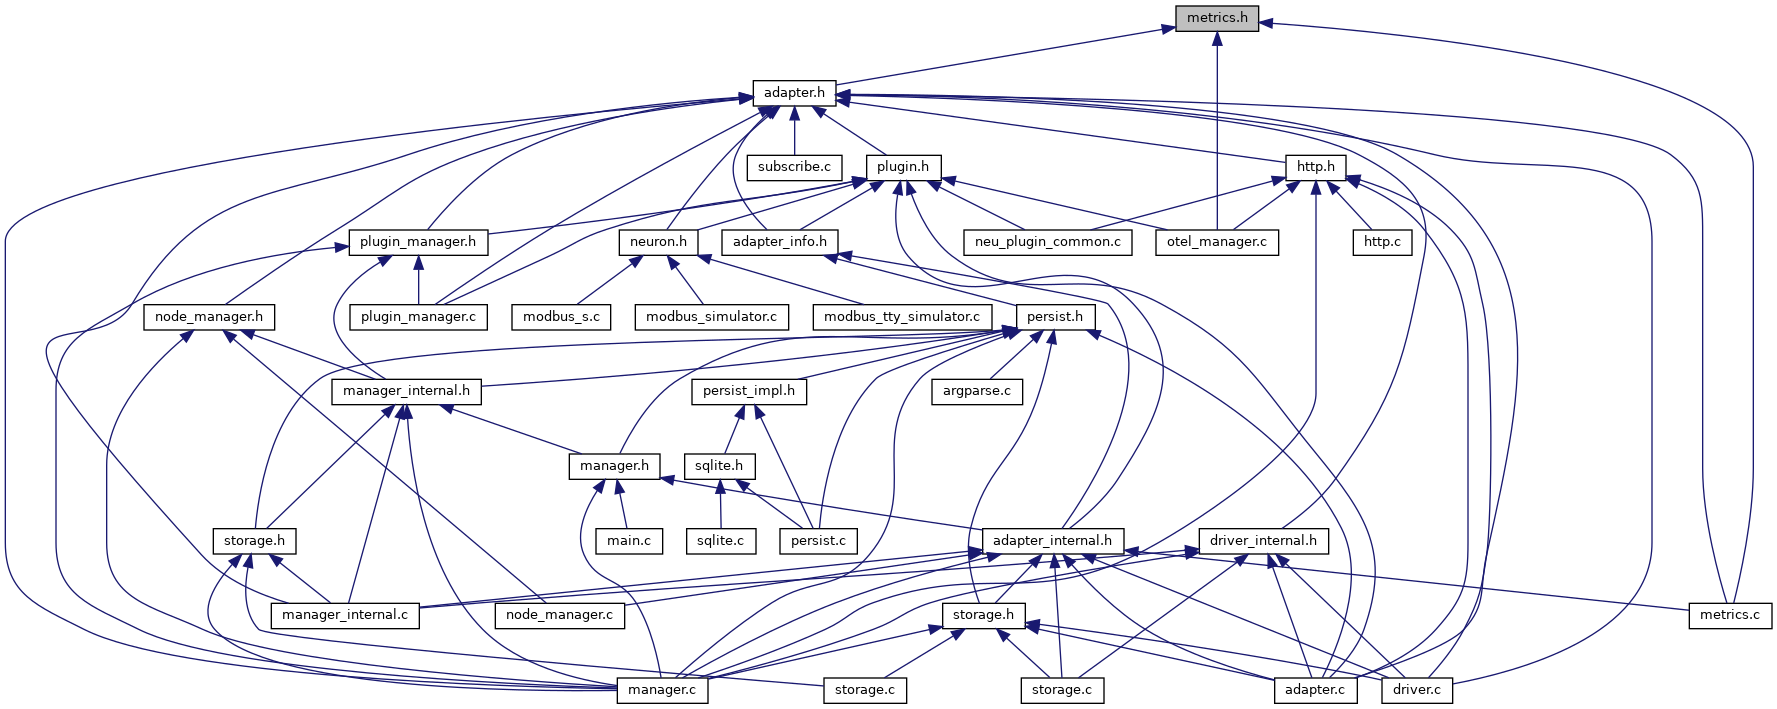 metrics.h
adapter.h
subscribe.c
plugin.h
http.h
plugin_manager.h
neuron.h
adapter_info.h
neu_plugin_common.c
otel_manager.c
http.c
node_manager.h
plugin_manager.c
modbus_s.c
modbus_simulator.c
modbus_tty_simulator.c
persist.h
manager_internal.h
persist_impl.h
argparse.c
manager.h
sqlite.h
storage.h
main.c
sqlite.c
persist.c
adapter_internal.h
driver_internal.h
manager_internal.c
node_manager.c
storage.h
metrics.c
manager.c
storage.c
storage.c
adapter.c
driver.c